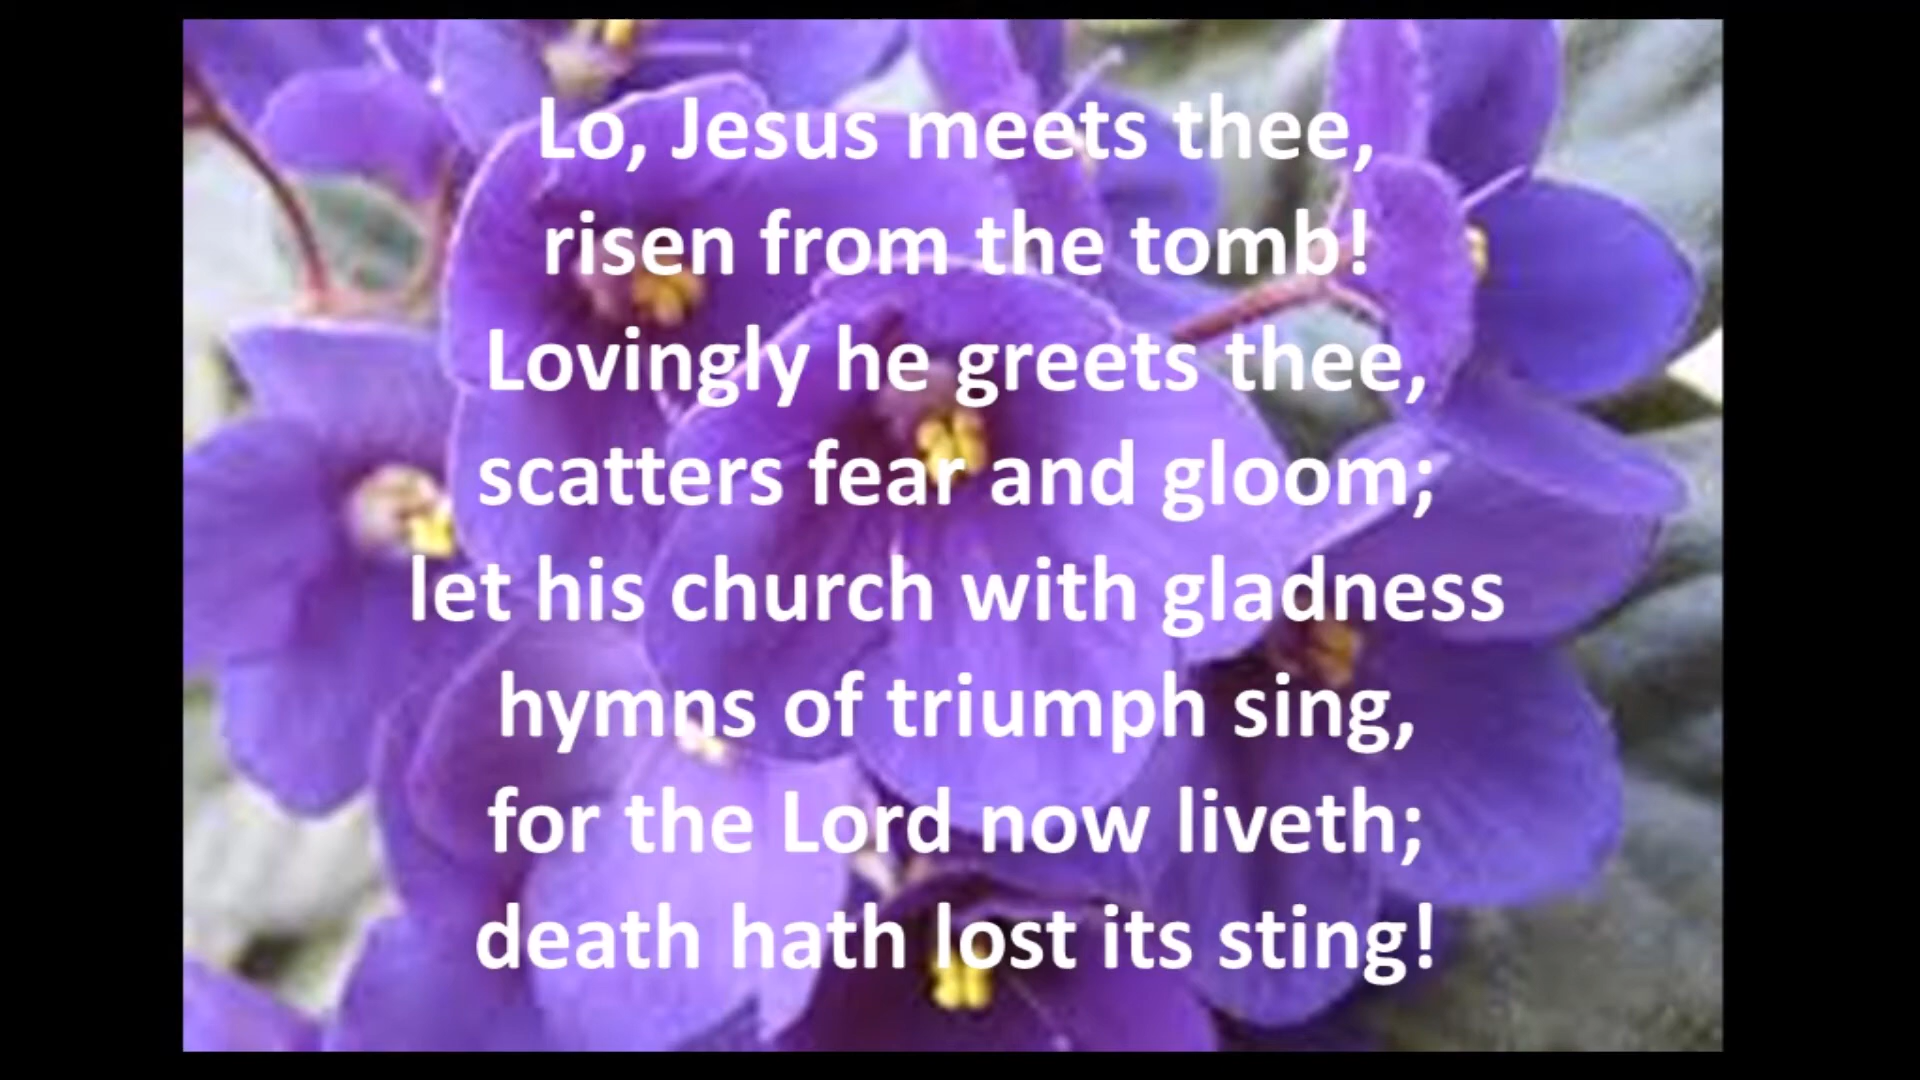 Lo, Jesus meets thee,
risen from the tomb!
Lovingly he greets thee,
scatters fear and gloom;
let his church with gladness
hymns of triumph sing,
for the Lord now liveth;
death hath lost its sting!